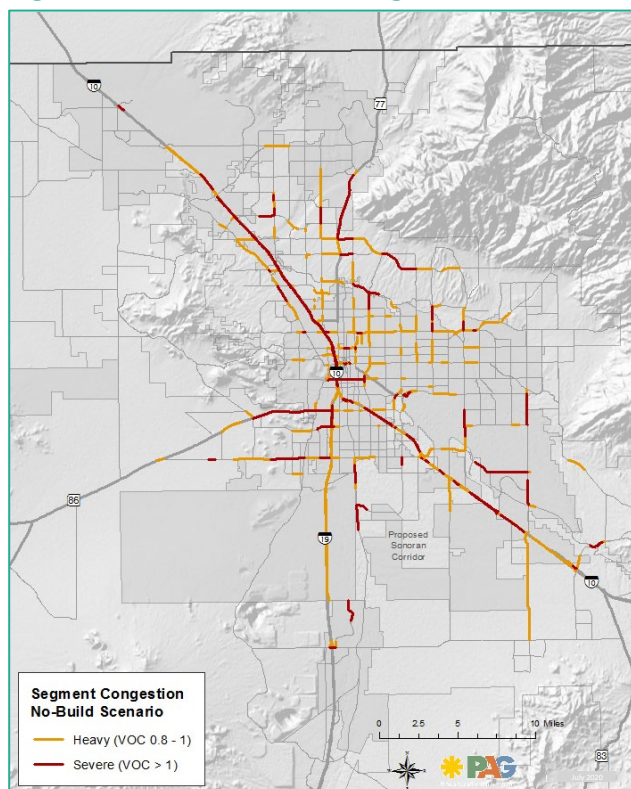 10
77
10
86
19
Proposed
Sonoran
Corridor
10
83
Segment Congestion
No-Build Scenario
Heavy (VOC 0.8 - 1)
Severe (VOC > 1)
0 2.5 5 10 Miles
PAG
July 2020